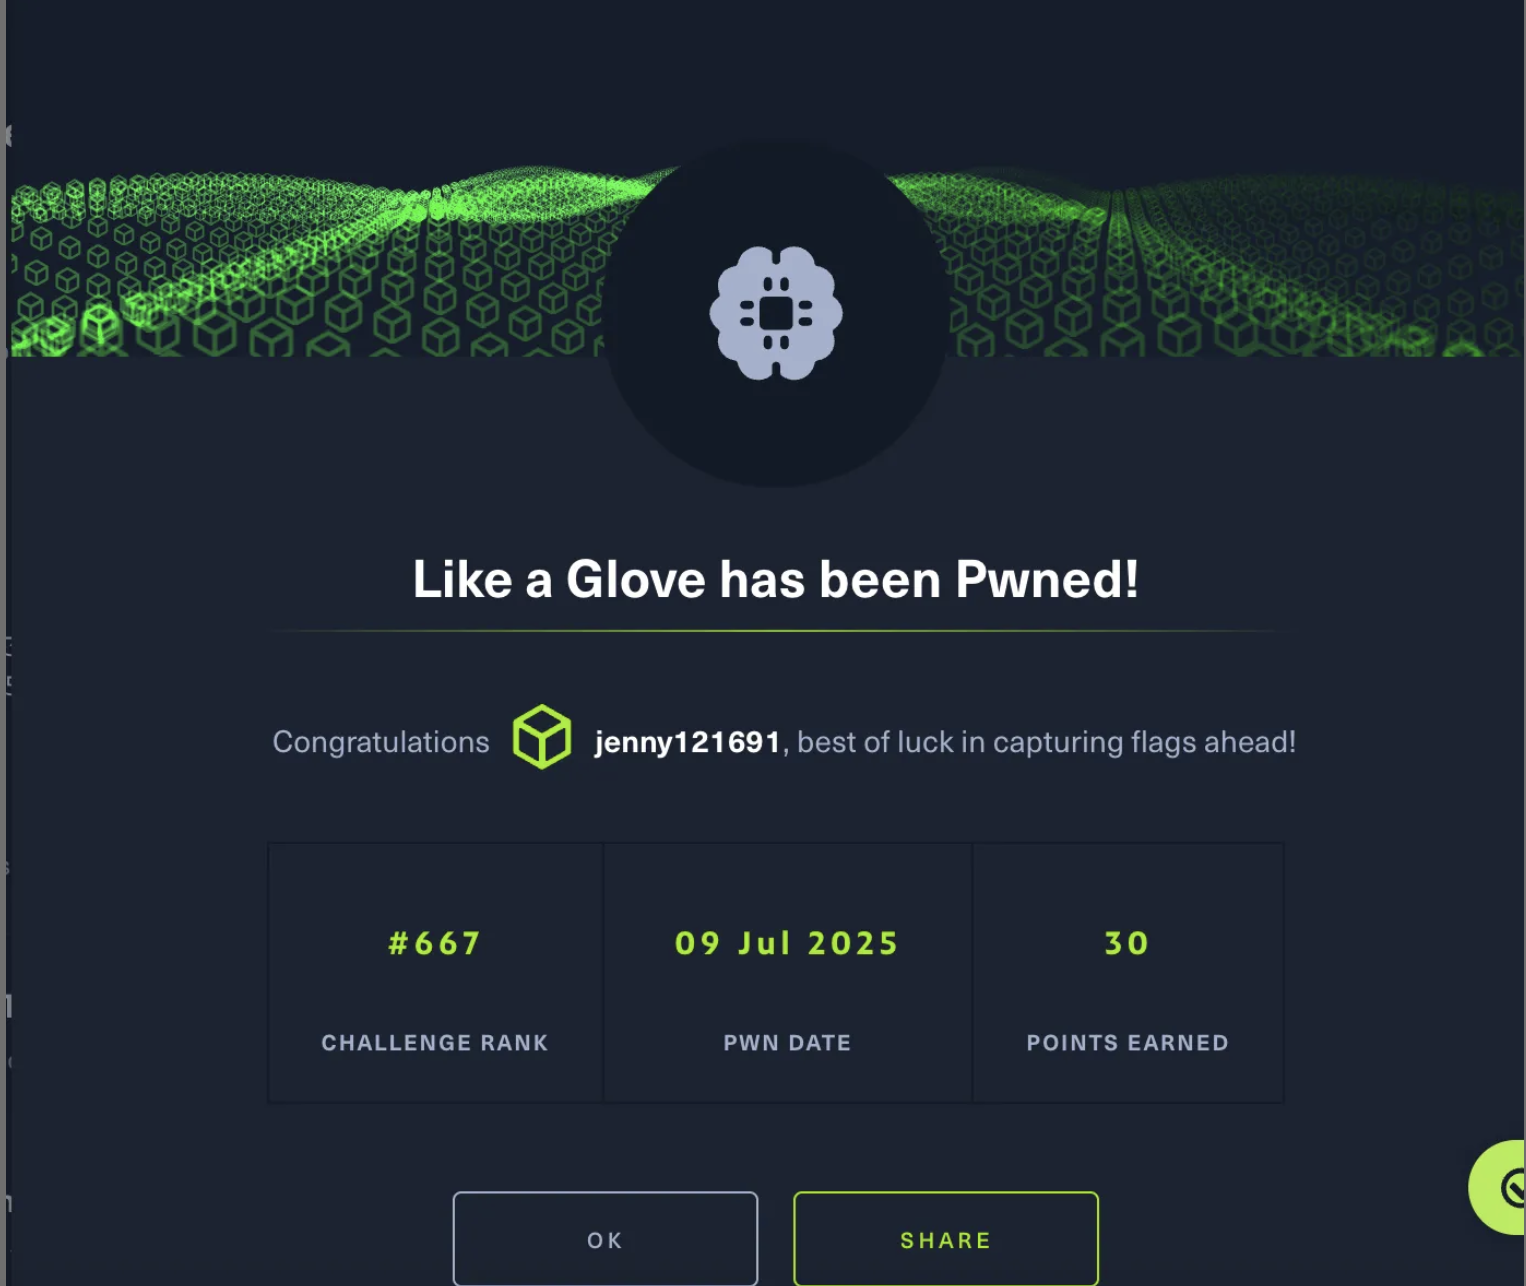 Like a Glove has been Pwned!
Congratulations jenny121691, best of luck in capturing flags ahead!
#667
09 Jul 2025
30
CHALLENGE RANK
PWN DATE
POINTS EARNED
OK
SHARE